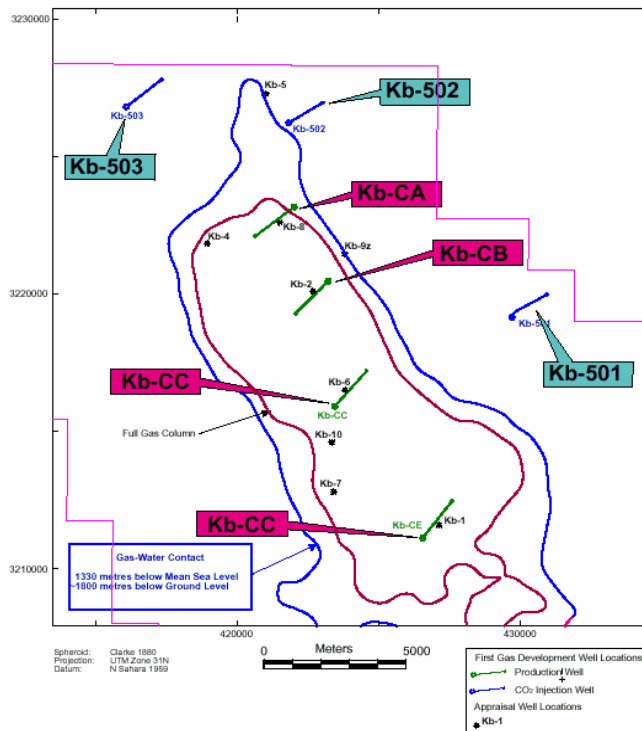 3230000
Kb-5
Kb-502
Kb-503
Kb-502
Kb-503
Kb-CA
Kb-8
Kb-4
Kb-9z
Kb-CB
3220000
Kb-2
Kb-501
Kb-501
Kb-CC
Kb-6
Kb-CC
Full Gas Column
Kb-10
Kb-7
Kb-CC
Kb-CE
Kb-1
Gas-Water Contact
1330 metres below Mean Sea Level
~1800 metres below Ground Level
3210000
420000
430000
Meters
0
5000
Spheroid: Clarke 1880
Projection: UTM Zone 31N
Datum: N Sahara 1959
First Gas Development Well Locations
Production Well
CO₂ Injection Well
Appraisal Well Locations
Kb-1